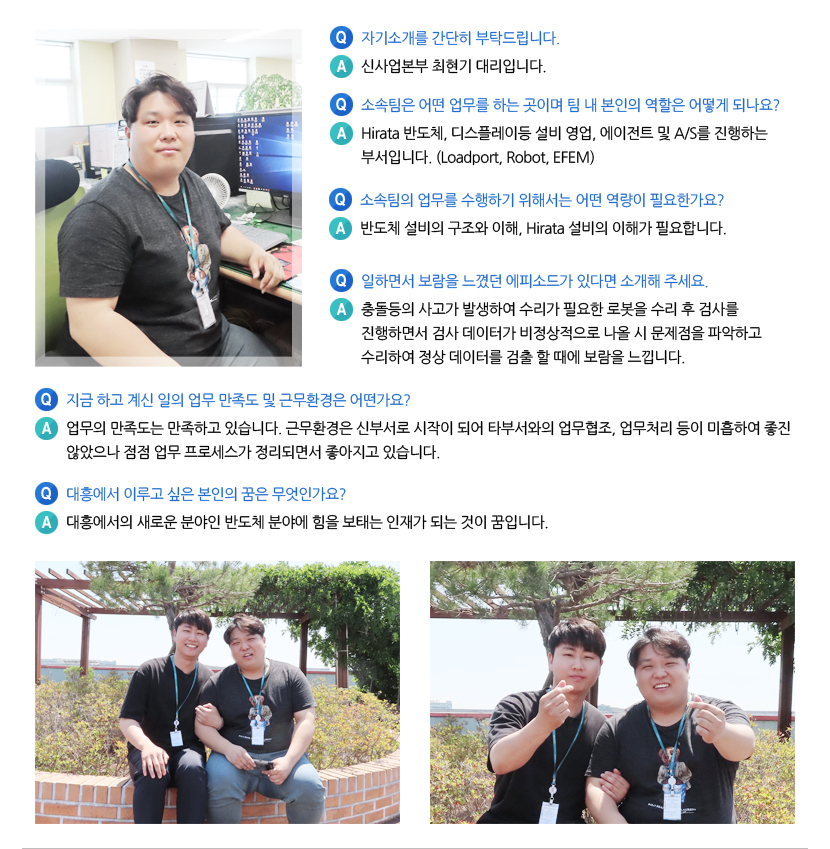 Q 자기소개를 간단히 부탁드립니다.
A 신사업본부 최현기 대리입니다.
Q 소속팀은 어떤 업무를 하는 곳이며 팀 내 본인의 역할은 어떻게 되나요?
A Hirata 반도체, 디스플레이등 설비 영업, 에이전트 및 A/S를 진행하는
부서입니다. (Loadport, Robot, EFEM)
Q 소속팀의 업무를 수행하기 위해서는 어떤 역량이 필요한가요?
A 반도체 설비의 구조와 이해, Hirata 설비의 이해가 필요합니다.
Q 일하면서 보람을 느꼈던 에피소드가 있다면 소개해 주세요.
A 충돌등의 사고가 발생하여 수리가 필요한 로봇을 수리 후 검사를
진행하면서 검사 데이터가 비정상적으로 나올 시 문제점을 파악하고
수리하여 정상 데이터를 검출 할 때에 보람을 느낍니다.
Q 지금 하고 계신 일의 업무 만족도 및 근무환경은 어떤가요?
A 업무의 만족도는 만족하고 있습니다. 근무환경은 신부서로 시작이 되어 타부서와의 업무협조, 업무처리 등이 미흡하여 좋진
않았으나 점점 업무 프로세스가 정리되면서 좋아지고 있습니다.
Q 대흥에서 이루고 싶은 본인의 꿈은 무엇인가요?
A 대흥에서의 새로운 분야인 반도체 분야에 힘을 보태는 인재가 되는 것이 꿈입니다.